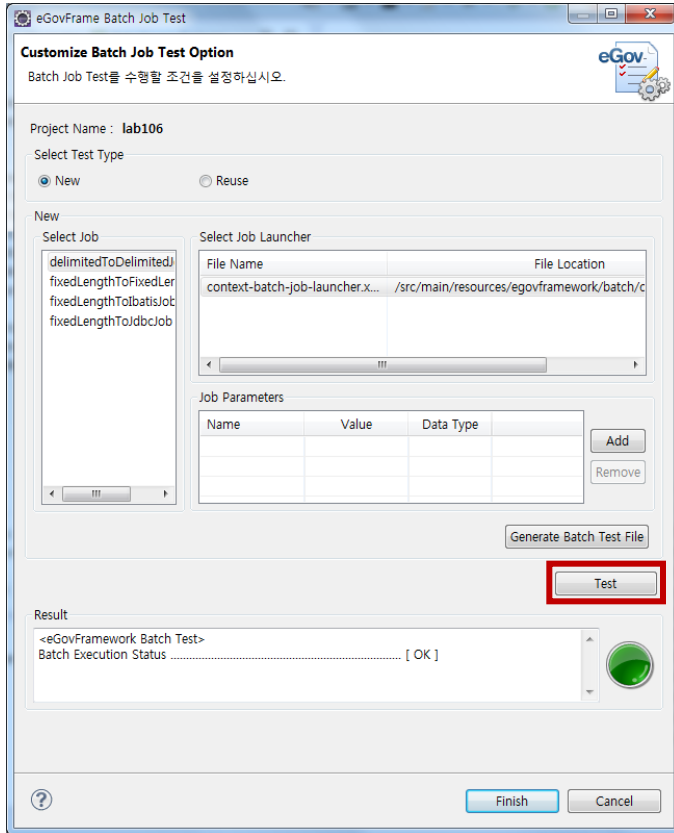 eGovFrame Batch Job Test
Customize Batch Job Test Option
Batch Job Test를 수행할 조건을 설정하십시오.
eGov
Project Name : lab106
Select Test Type
New
Reuse
New
Select Job
delimitedToDelimitedJ
fixedLengthToFixedLer
fixedLengthToIbatisJob
fixedLengthToJdbcJob
Select Job Launcher
File Name File Location
context-batch-job-launcher.x... /src/main/resources/egovframework/batch/c
Job Parameters
Name Value Data Type
Add
Remove
Generate Batch Test File
Test
Result
<eGovFramework Batch Test>
Batch Execution Status ........................................................................... [ OK ]
Finish
Cancel